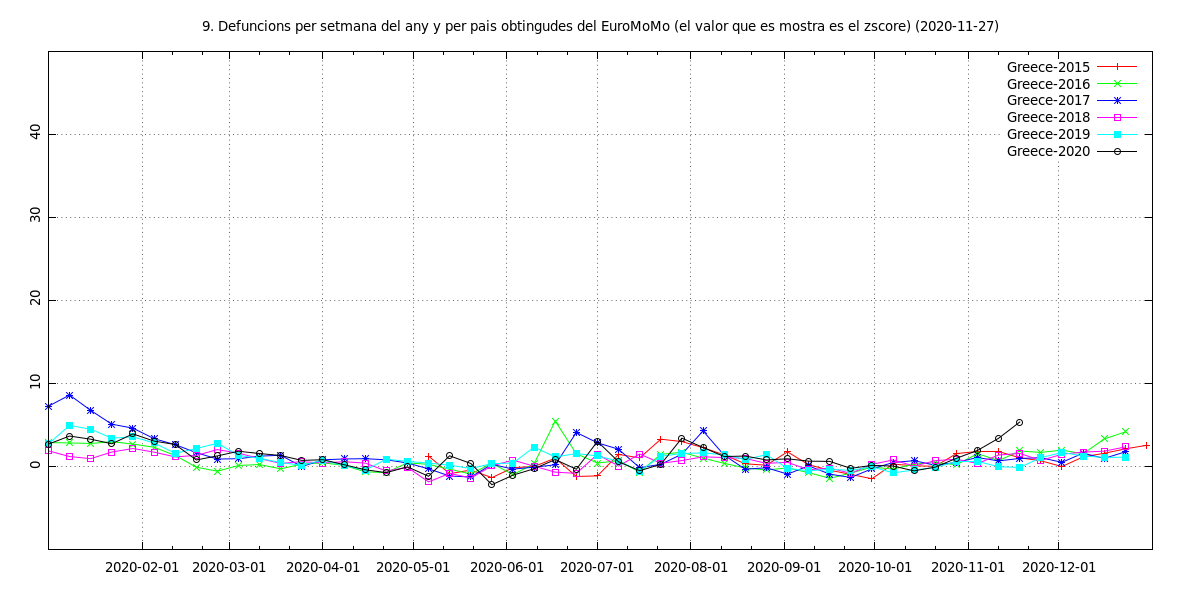 9. Defuncions per setmana del any y per pais obtingudes del EuroMoMo (el valor que es mostra es el zscore) (2020-11-27)
Greece-2015
Greece-2016
Greece-2017
Greece-2018
Greece-2019
Greece-2020
40
30
20
10
0
2020-02-01 2020-03-01 2020-04-01 2020-05-01 2020-06-01 2020-07-01 2020-08-01 2020-09-01 2020-10-01 2020-11-01 2020-12-01